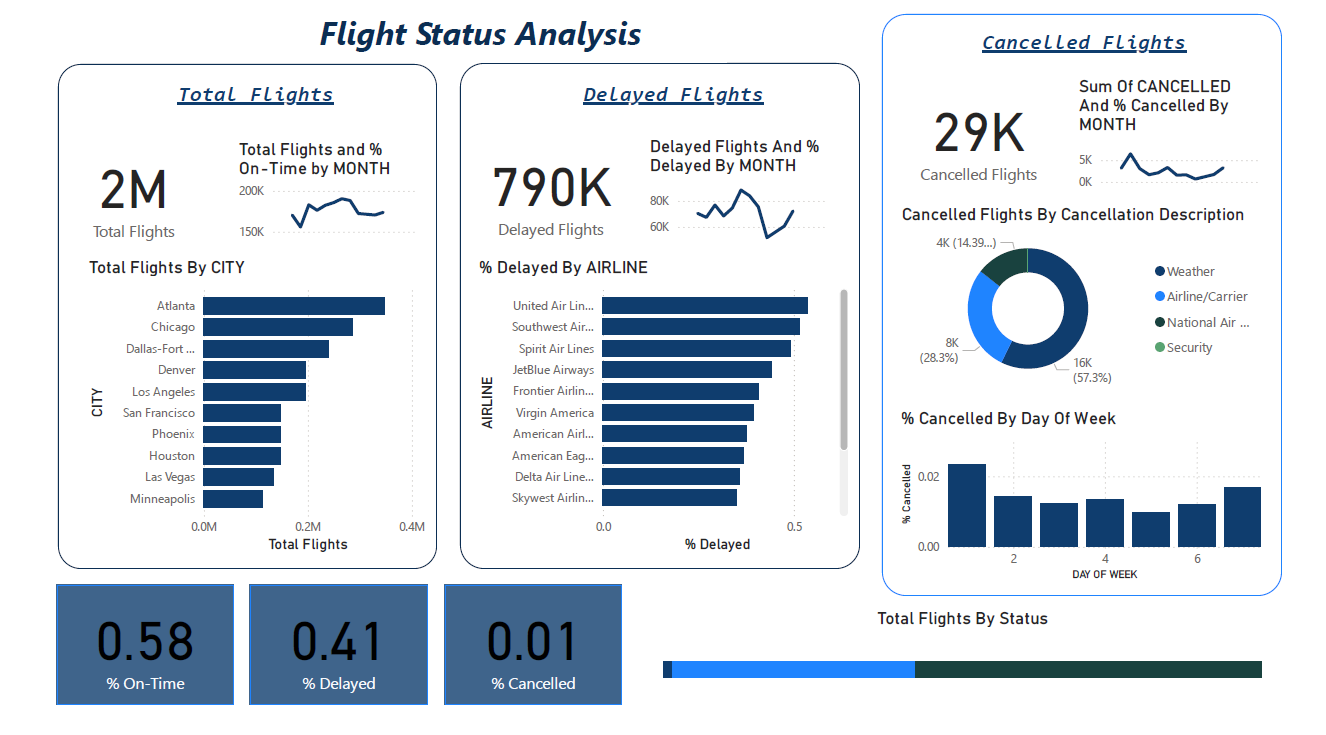 Flight Status Analysis
Total Flights
2M
Total Flights
Total Flights and %
On-Time by MONTH
200K
150K
Total Flights By CITY
CITY
Atlanta
Chicago
Dallas-Fort ...
Denver
Los Angeles
San Francisco
Phoenix
Houston
Las Vegas
Minneapolis
0.0M 0.2M 0.4M
Total Flights
Delayed Flights
790K
Delayed Flights
Delayed Flights And %
Delayed By MONTH
80K
60K
% Delayed By AIRLINE
AIRLINE
United Air Lin...
Southwest Air...
Spirit Air Lines
JetBlue Airways
Frontier Airlin...
Virgin America
American Airl...
American Eag...
Delta Air Line...
Skywest Airlin...
0.0 0.5
% Delayed
Cancelled Flights
29K
Cancelled Flights
Sum Of CANCELLED
And % Cancelled By
MONTH
5K
0K
Cancelled Flights By Cancellation Description
4K (14.39...)
8K
(28.3%)
16K
(57.3%)
Weather
Airline/Carrier
National Air ...
Security
% Cancelled By Day Of Week
% Cancelled
0.02
0.00
2 4 6
DAY OF WEEK
0.58
% On-Time
0.41
% Delayed
0.01
% Cancelled
Total Flights By Status